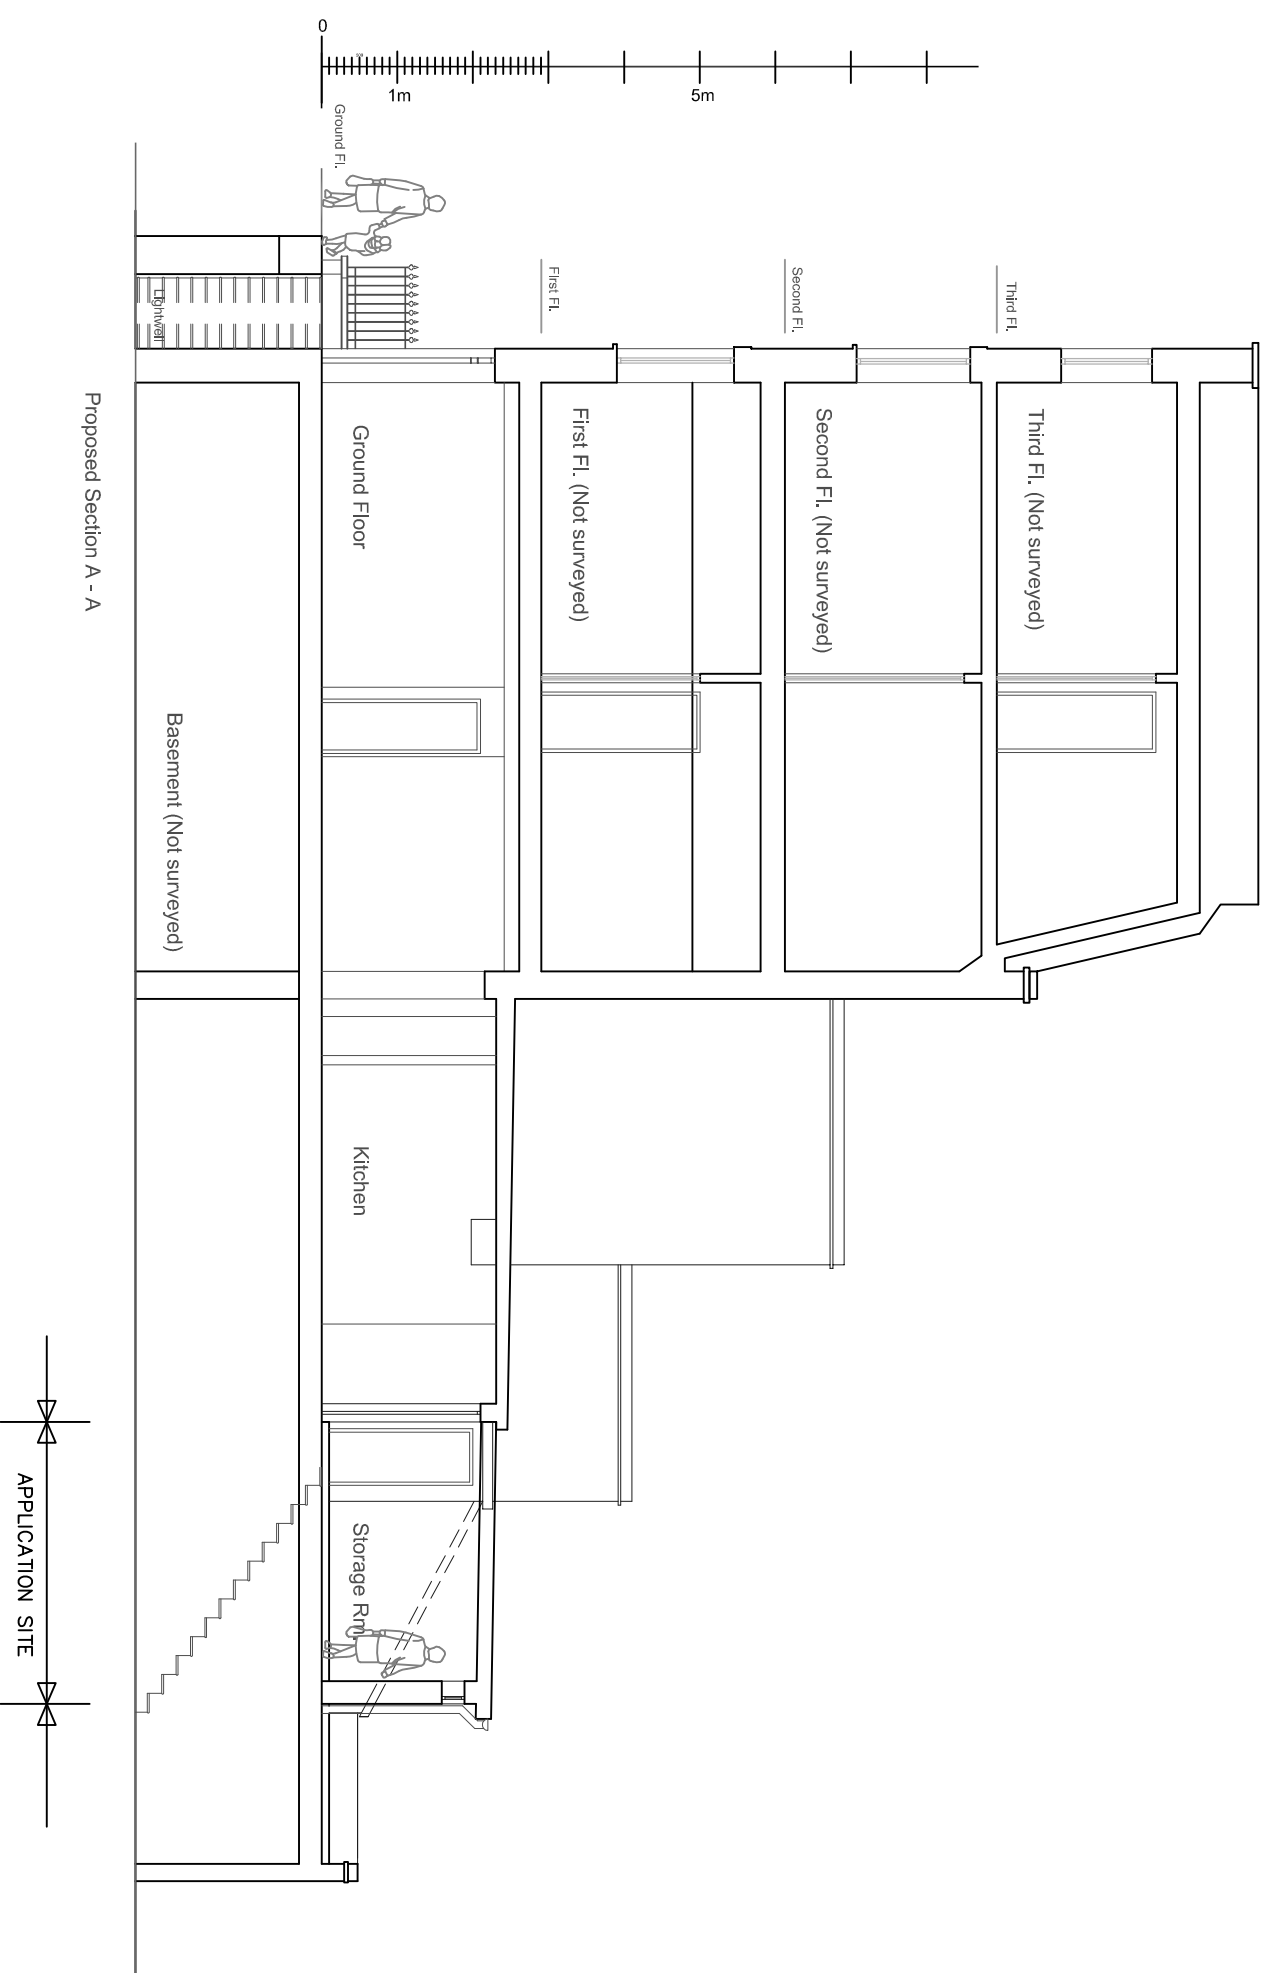 0
1m
5m
Ground Fl.
FIrst Fl.
Second Fl.
Third Fl.
Lightwell
Third Fl. (Not surveyed)
Second Fl. (Not surveyed)
First Fl. (Not surveyed)
Ground Floor
Kitchen
Storage Rm.
Basement (Not surveyed)
Proposed Section A - A
APPLICATION SITE